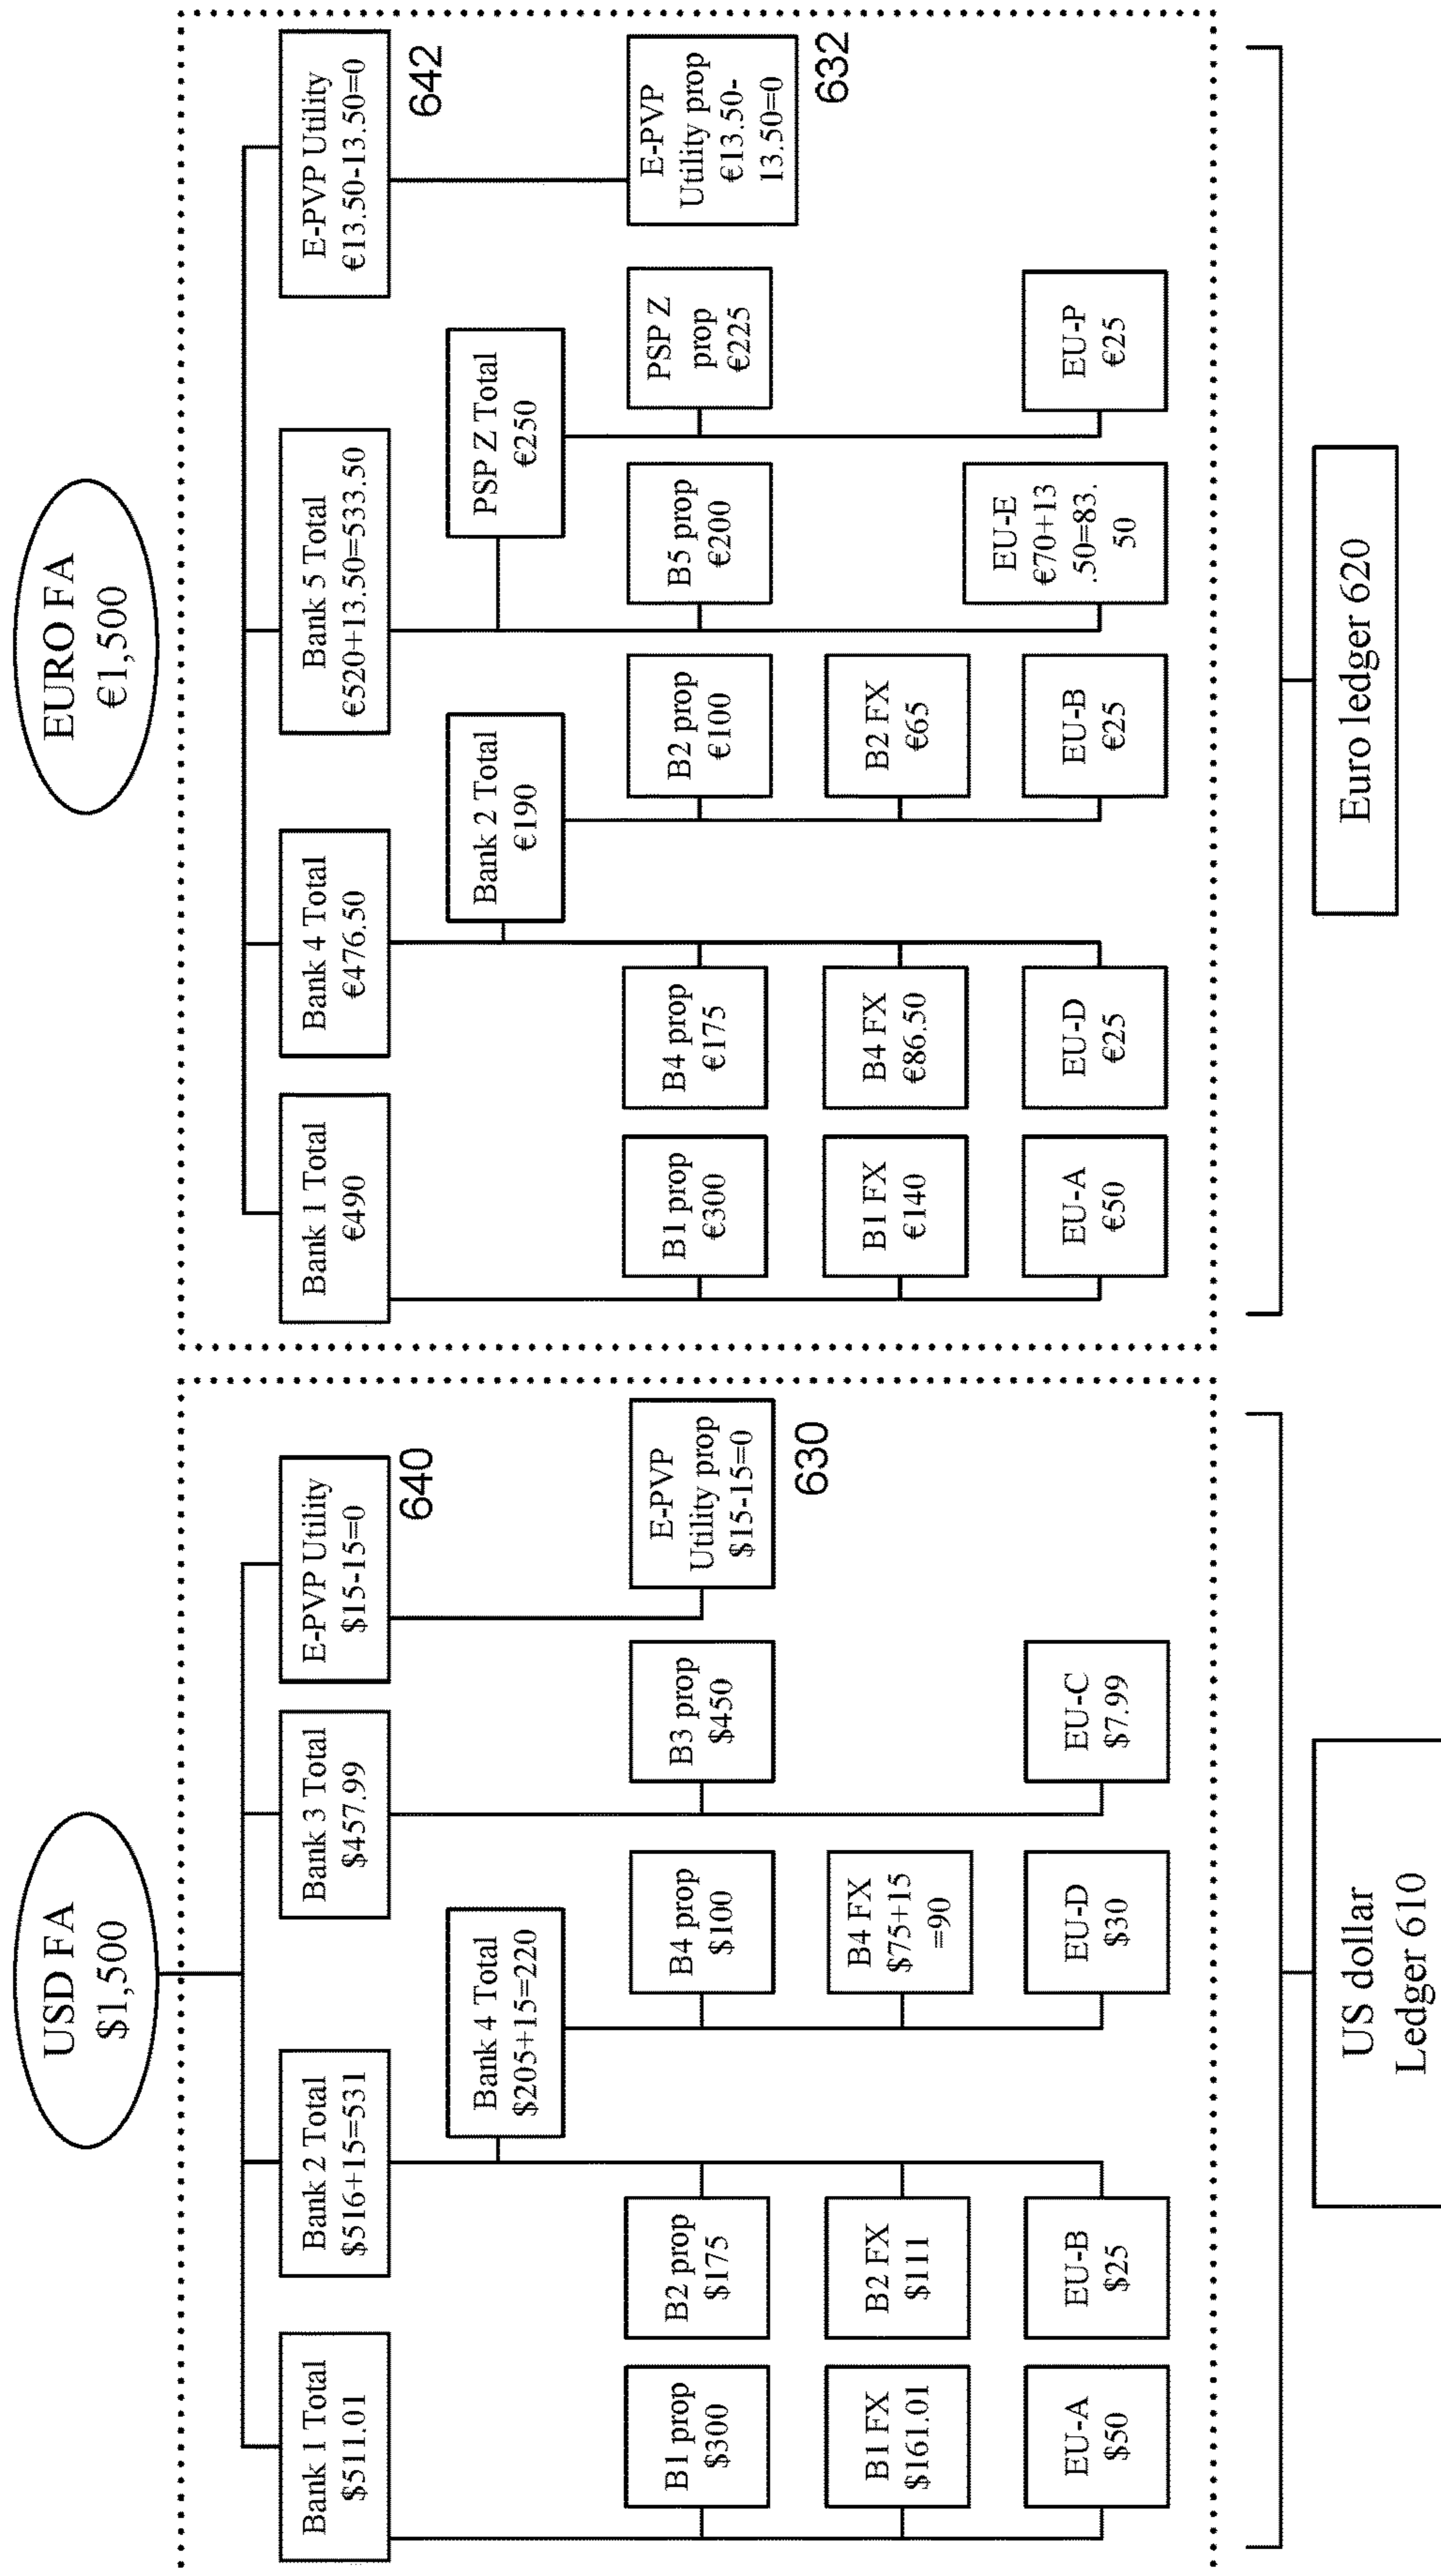 USD FA
$1,500
Bank 1 Total
$511.01
Bank 2 Total
$516+15=531
Bank 3 Total
$457.99
E-PVP Utility
$15-15=0
640
Bank 4 Total
$205+15=220
B1 prop
$300
B2 prop
$175
B4 prop
$100
B3 prop
$450
E-PVP
Utility prop
$15-15=0
630
B1 FX
$161.01
B2 FX
$111
B4 FX
$75+15
=90
EU-A
$50
EU-B
$25
EU-D
$30
EU-C
$7.99
US dollar
Ledger 610
EURO FA
€1,500
Bank 1 Total
€490
Bank 4 Total
€476.50
Bank 5 Total
€520+13.50=533.50
E-PVP Utility
€13.50-13.50=0
642
Bank 2 Total
€190
PSP Z Total
€250
B1 prop
€300
B4 prop
€175
B2 prop
€100
B5 prop
€200
PSP Z
prop
€225
E-PVP
Utility prop
€13.50-
13.50=0
632
B1 FX
€140
B4 FX
€86.50
B2 FX
€65
EU-A
€50
EU-D
€25
EU-B
€25
EU-E
€70+13
.50=83.
50
EU-P
€25
Euro ledger 620